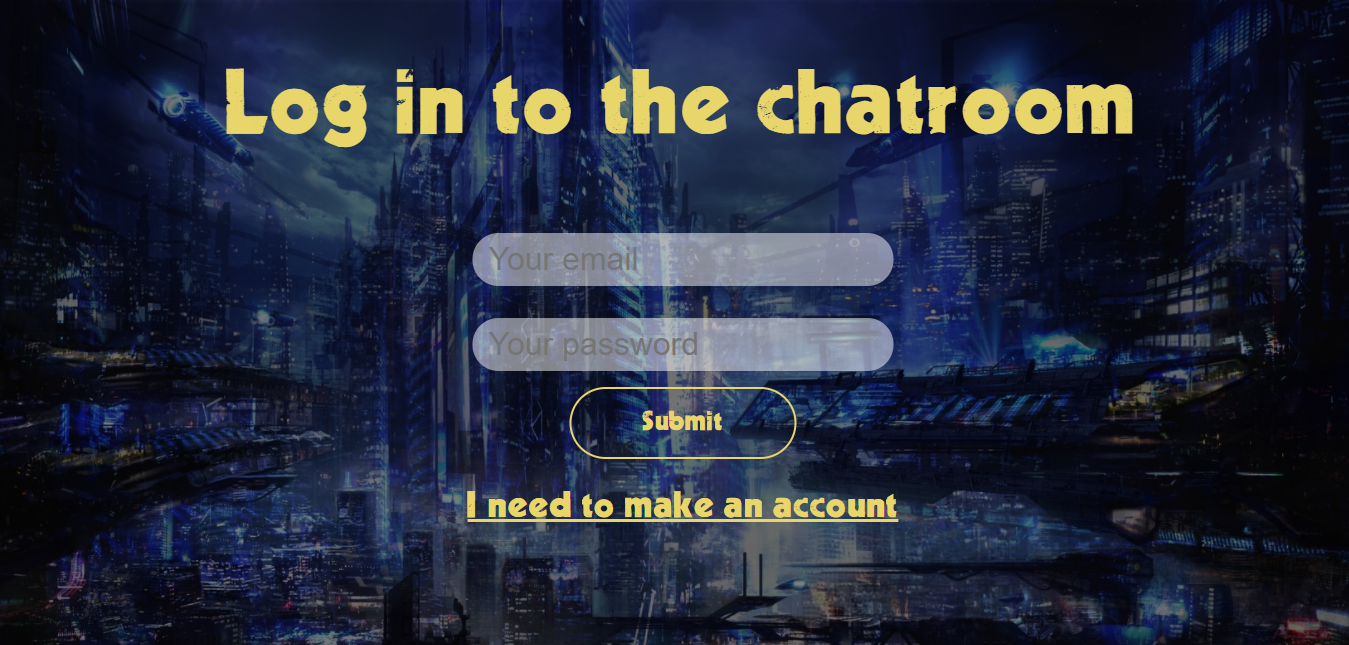 Log in to the chatroom
Your email
Your password
Submit
I need to make an account